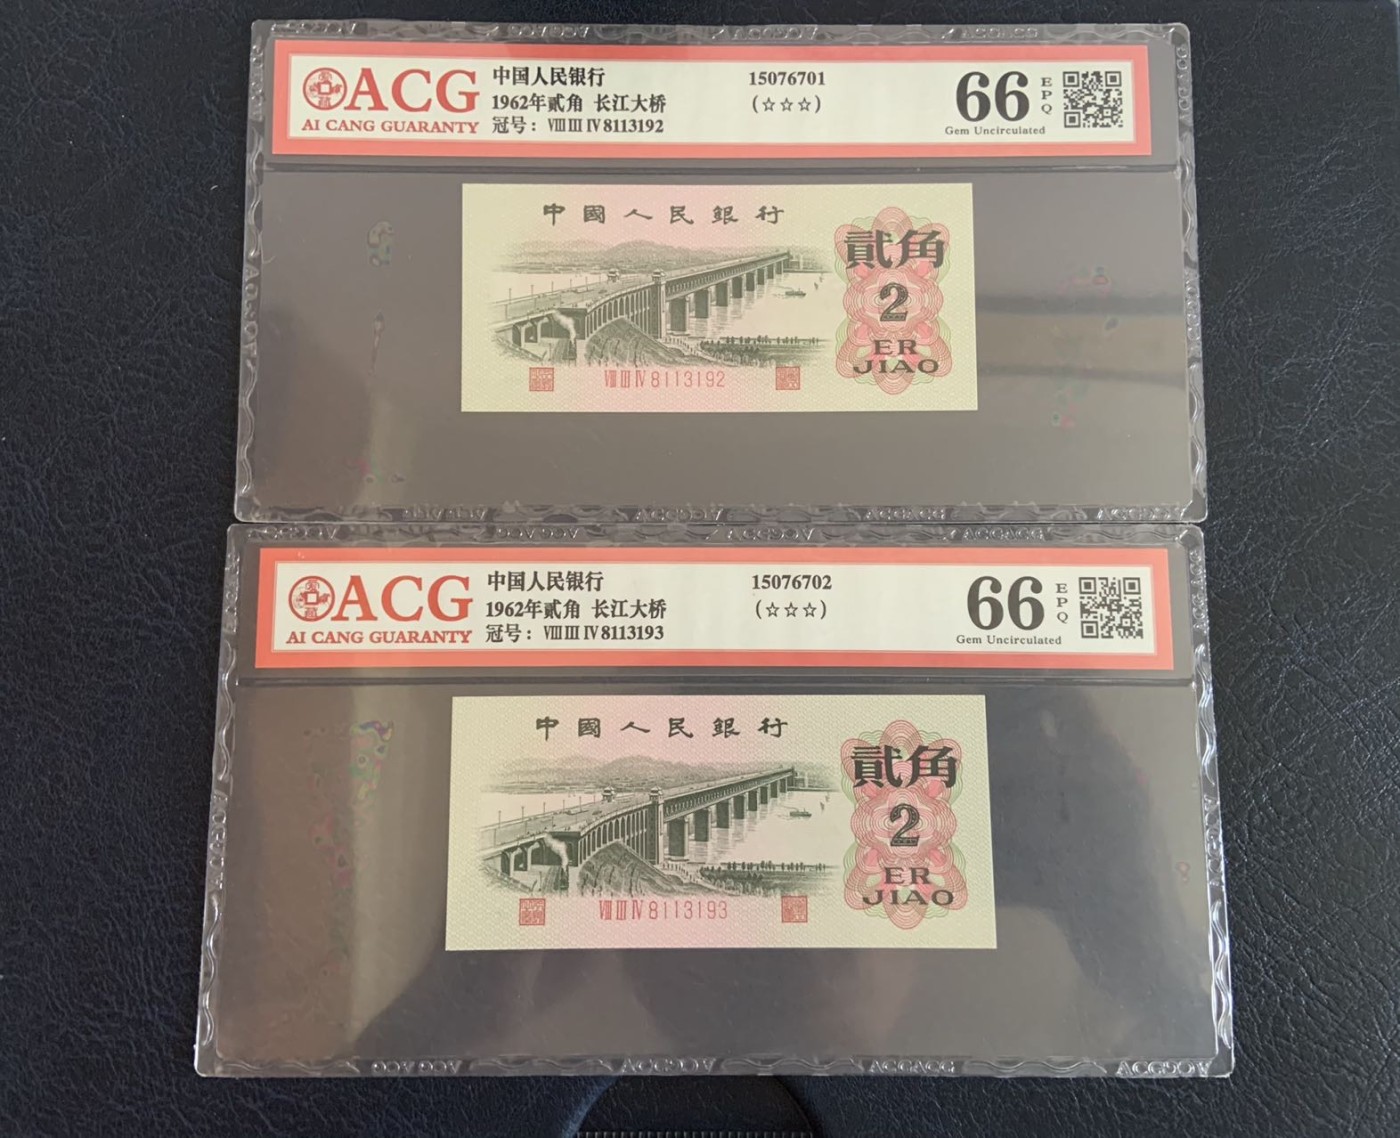 ACG
AI CANG GUARANTY
中国人民银行
1962年贰角 长江大桥
冠号：Ⅷ Ⅲ Ⅳ 8113192
15076701
(☆☆☆)
66
EPQ
Gem Uncirculated
中國人民銀行
貳角
2
ER
JIAO
Ⅷ Ⅲ Ⅳ 8113192
ACG
AI CANG GUARANTY
中国人民银行
1962年贰角 长江大桥
冠号：Ⅷ Ⅲ Ⅳ 8113193
15076702
(☆☆☆)
66
EPQ
Gem Uncirculated
中國人民銀行
貳角
2
ER
JIAO
Ⅷ Ⅲ Ⅳ 8113193